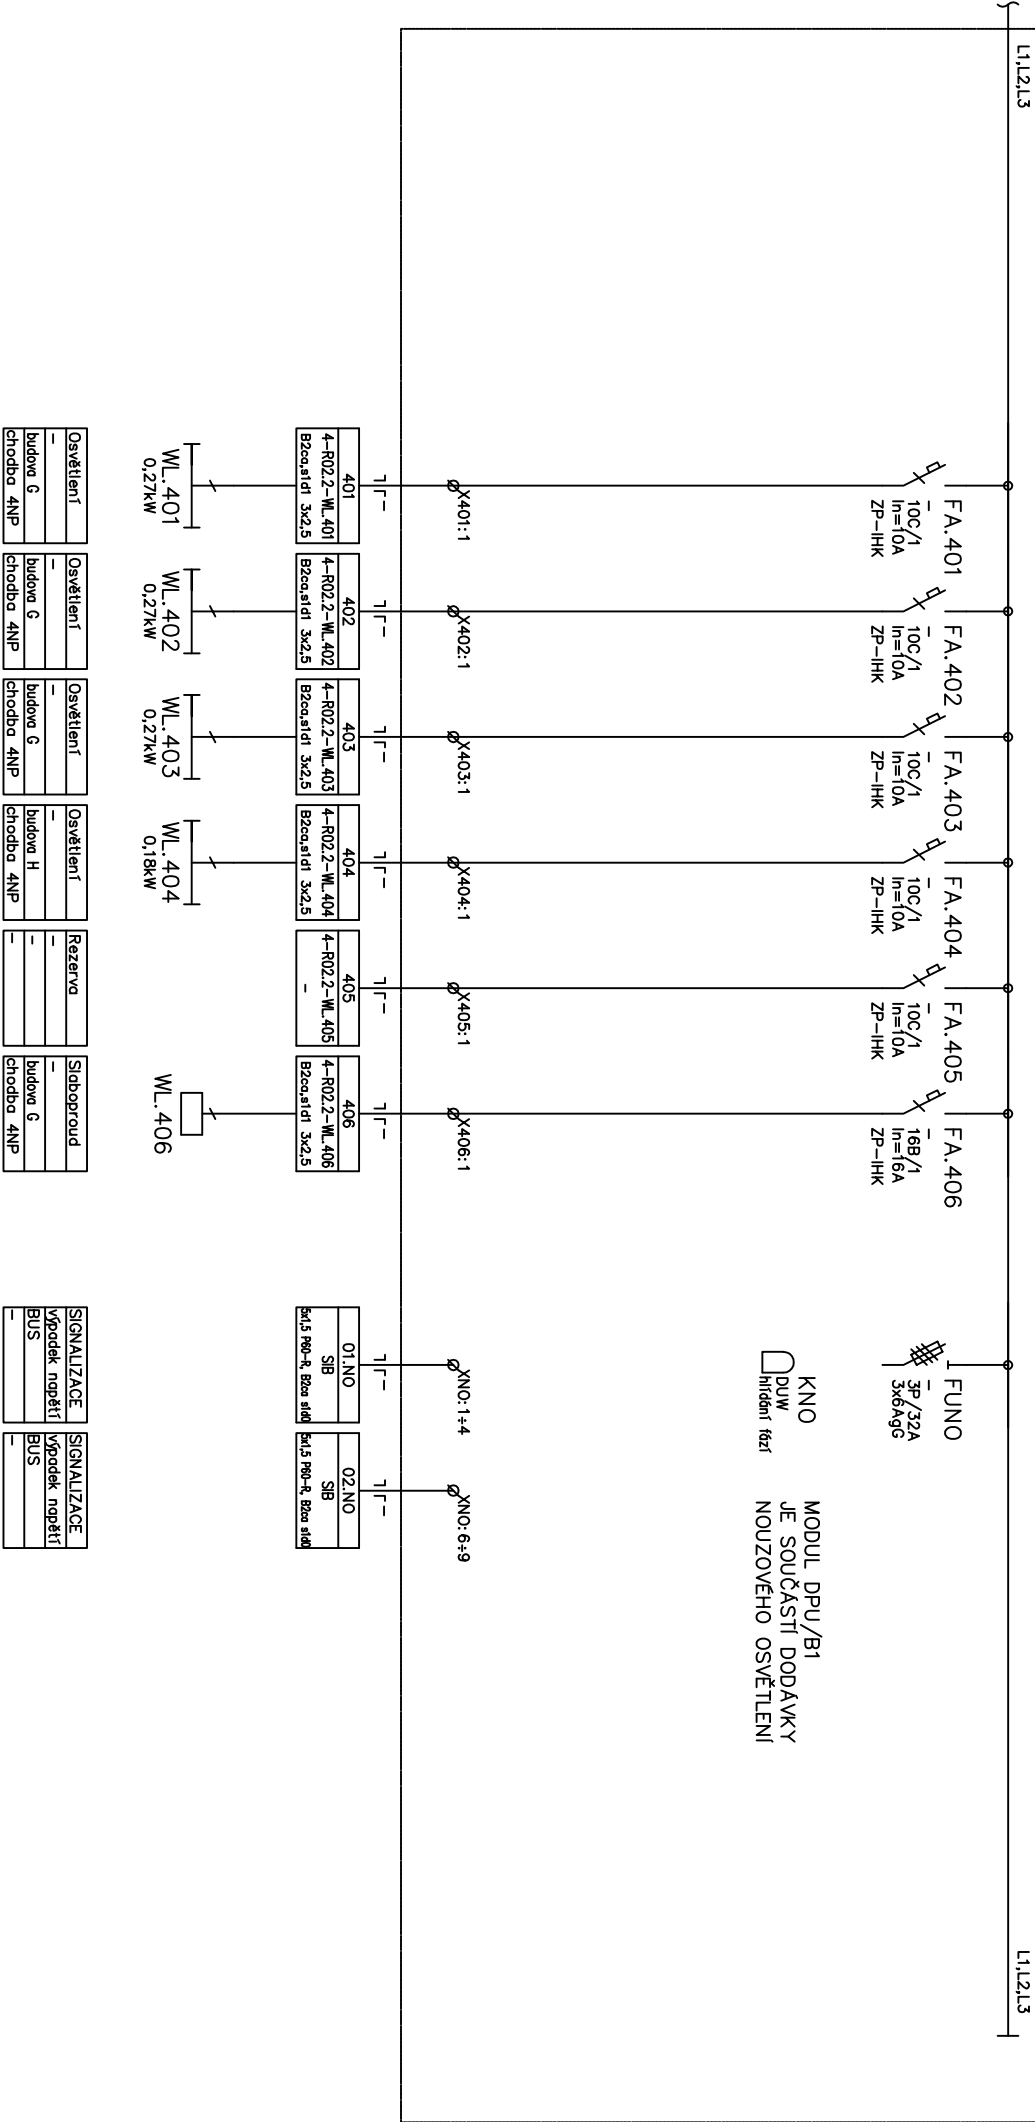 L1,L2,L3
L1,L2,L3
FA.401
-
10C/1
In=10A
ZP-IHK
FA.402
-
10C/1
In=10A
ZP-IHK
FA.403
-
10C/1
In=10A
ZP-IHK
FA.404
-
10C/1
In=10A
ZP-IHK
FA.405
-
10C/1
In=10A
ZP-IHK
FA.406
-
16B/1
In=16A
ZP-IHK
FUNO
-
3P/32A
3x6AgG
KNO
DUW
hlídání fází
MODUL DPU/B1
JE SOUČÁSTÍ DODÁVKY
NOUZOVÉHO OSVĚTLENÍ
X401:1
X402:1
X403:1
X404:1
X405:1
X406:1
XNO:1÷4
XNO:6÷9
401
4-R02.2-WL.401
B2ca,s1d1 3x2,5
402
4-R02.2-WL.402
B2ca,s1d1 3x2,5
403
4-R02.2-WL.403
B2ca,s1d1 3x2,5
404
4-R02.2-WL.404
B2ca,s1d1 3x2,5
405
4-R02.2-WL.405
-
406
4-R02.2-WL.406
B2ca,s1d1 3x2,5
01.NO
SIB
5x1,5 P60-R, B2ca s1d0
02.NO
SIB
5x1,5 P60-R, B2ca s1d0
WL.401
0,27kW
WL.402
0,27kW
WL.403
0,27kW
WL.404
0,18kW
WL.406
Osvětlení
-
budova G
chodba 4NP
Osvětlení
-
budova G
chodba 4NP
Osvětlení
-
budova G
chodba 4NP
Osvětlení
-
budova H
chodba 4NP
Rezerva
-
-
-
Slaboproud
-
budova G
chodba 4NP
SIGNALIZACE
výpadek napětí
BUS
-
SIGNALIZACE
výpadek napětí
BUS
-